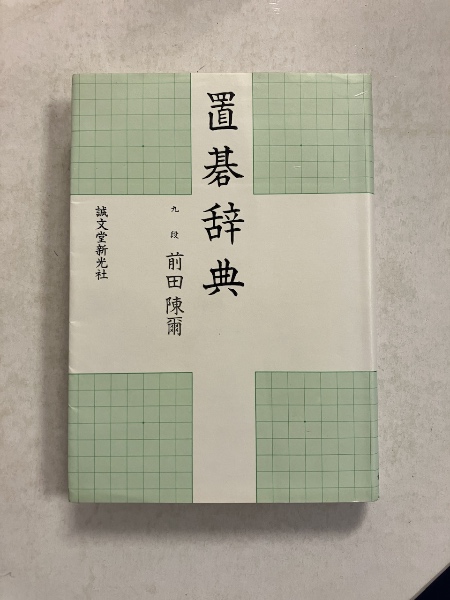 置碁辞典
九段 前田陳爾
誠文堂新光社